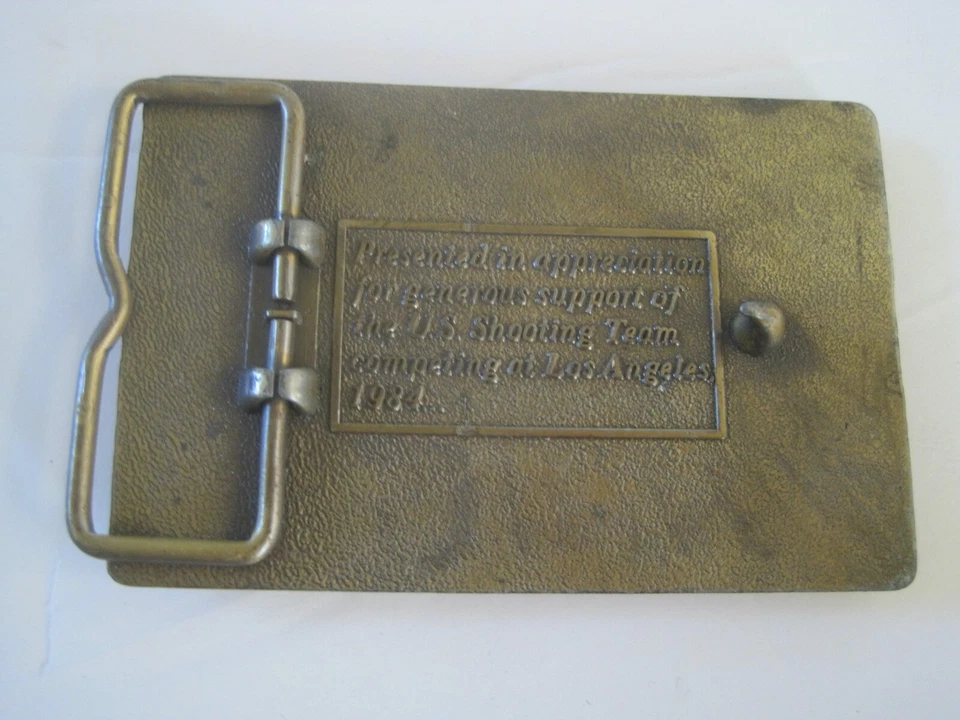 Presented in appreciation
for generous support of
the U.S. Shooting Team
competing at Los Angeles,
1984.